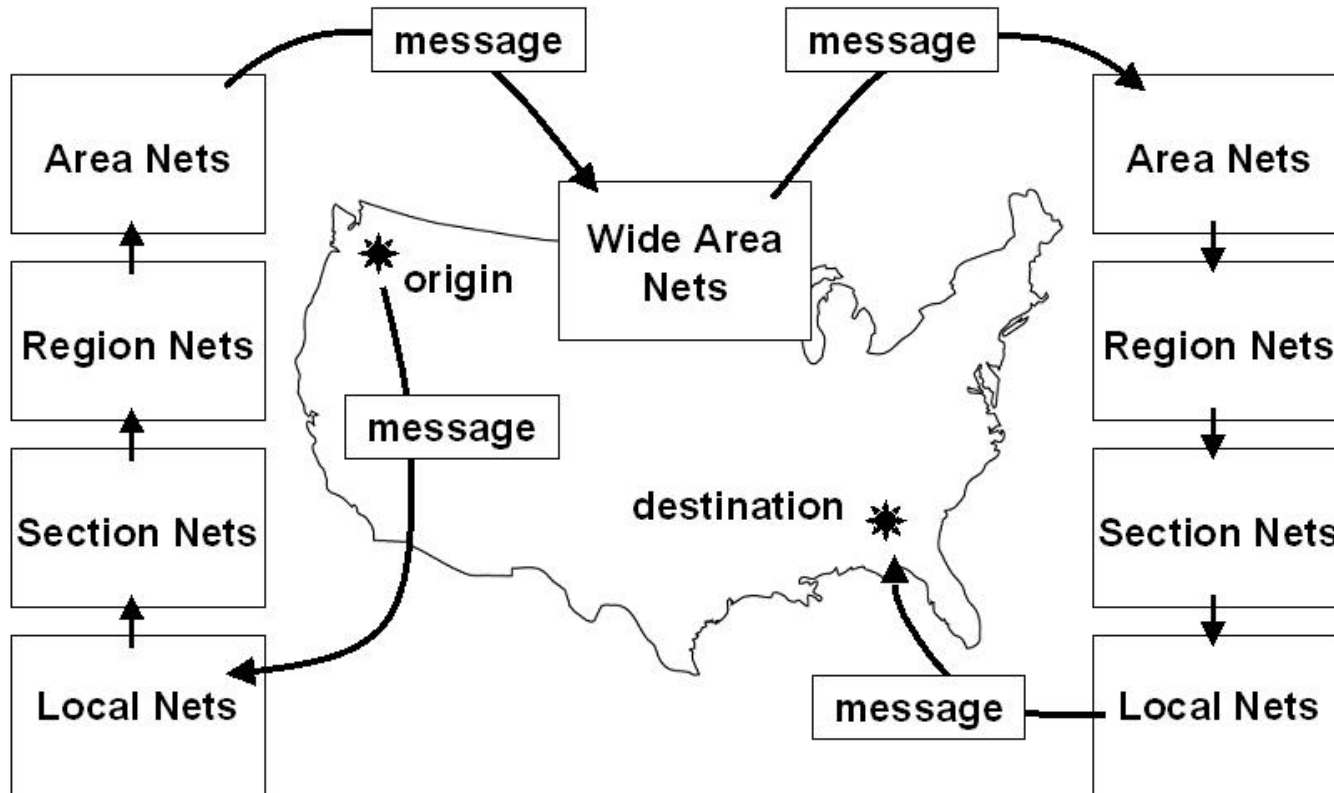 message
message
Area Nets
Area Nets
Wide Area
Nets
origin
Region Nets
Region Nets
message
destination
Section Nets
Section Nets
Local Nets
message
Local Nets